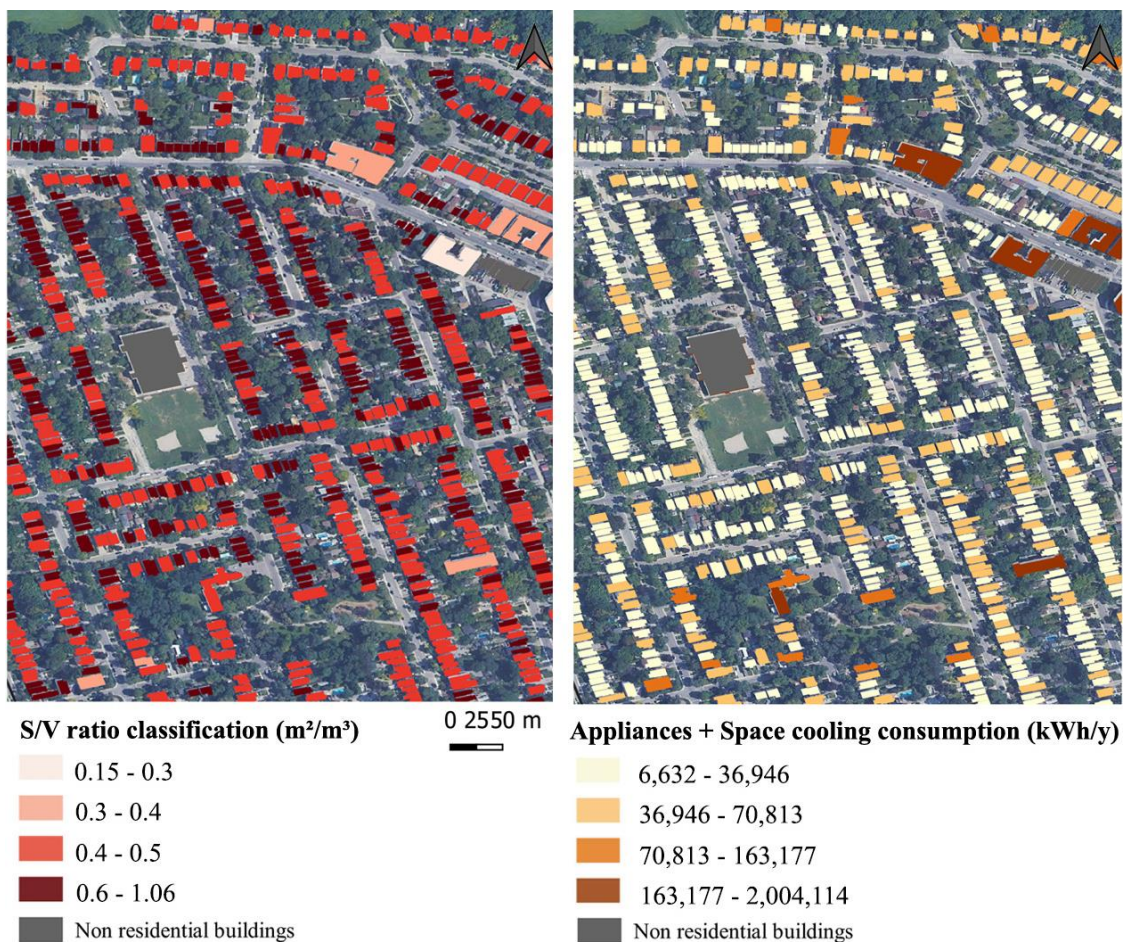 S/V ratio classification (m²/m³)
0.15 - 0.3
0.3 - 0.4
0.4 - 0.5
0.6 - 1.06
Non residential buildings
0 2550 m
Appliances + Space cooling consumption (kWh/y)
6,632 - 36,946
36,946 - 70,813
70,813 - 163,177
163,177 - 2,004,114
Non residential buildings